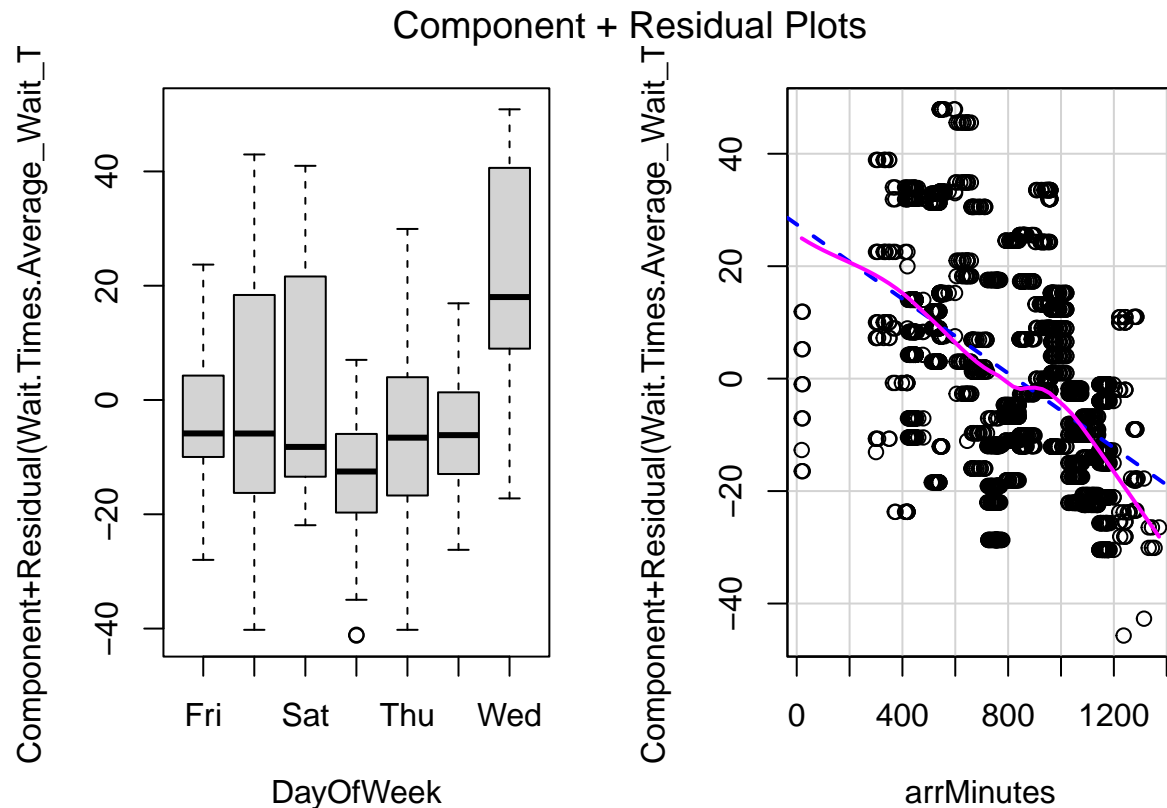 Component + Residual Plots
Component+Residual(Wait.Times.Average_Wait_T
40
20
0
−20
−40
Fri Sat Thu Wed
DayOfWeek
Component+Residual(Wait.Times.Average_Wait_T
40
20
0
−20
−40
0 400 800 1200
arrMinutes